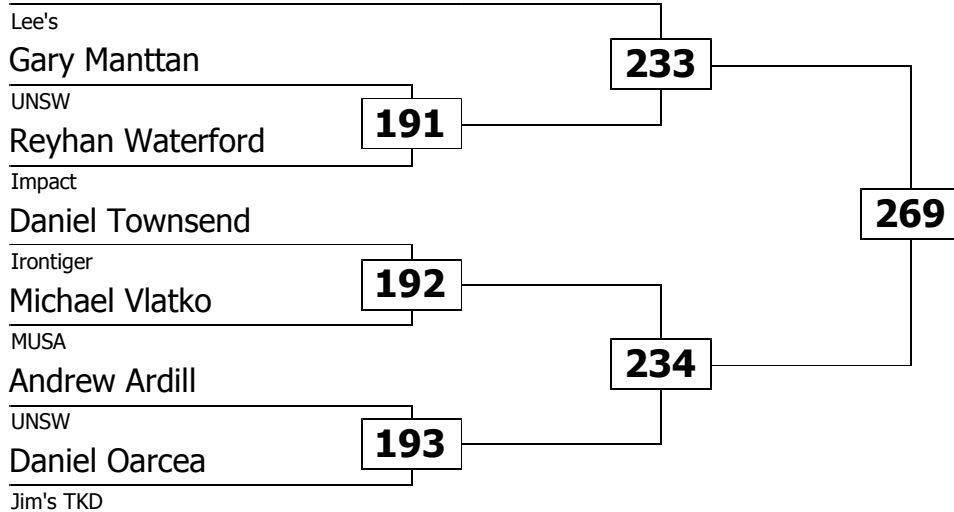 Lee's
Gary Manttan
233
UNSW
191
Reyhan Waterford
Impact
Daniel Townsend
269
Irontiger
192
Michael Vlatko
MUSA
234
Andrew Ardill
UNSW
193
Daniel Oarcea
Jim's TKD